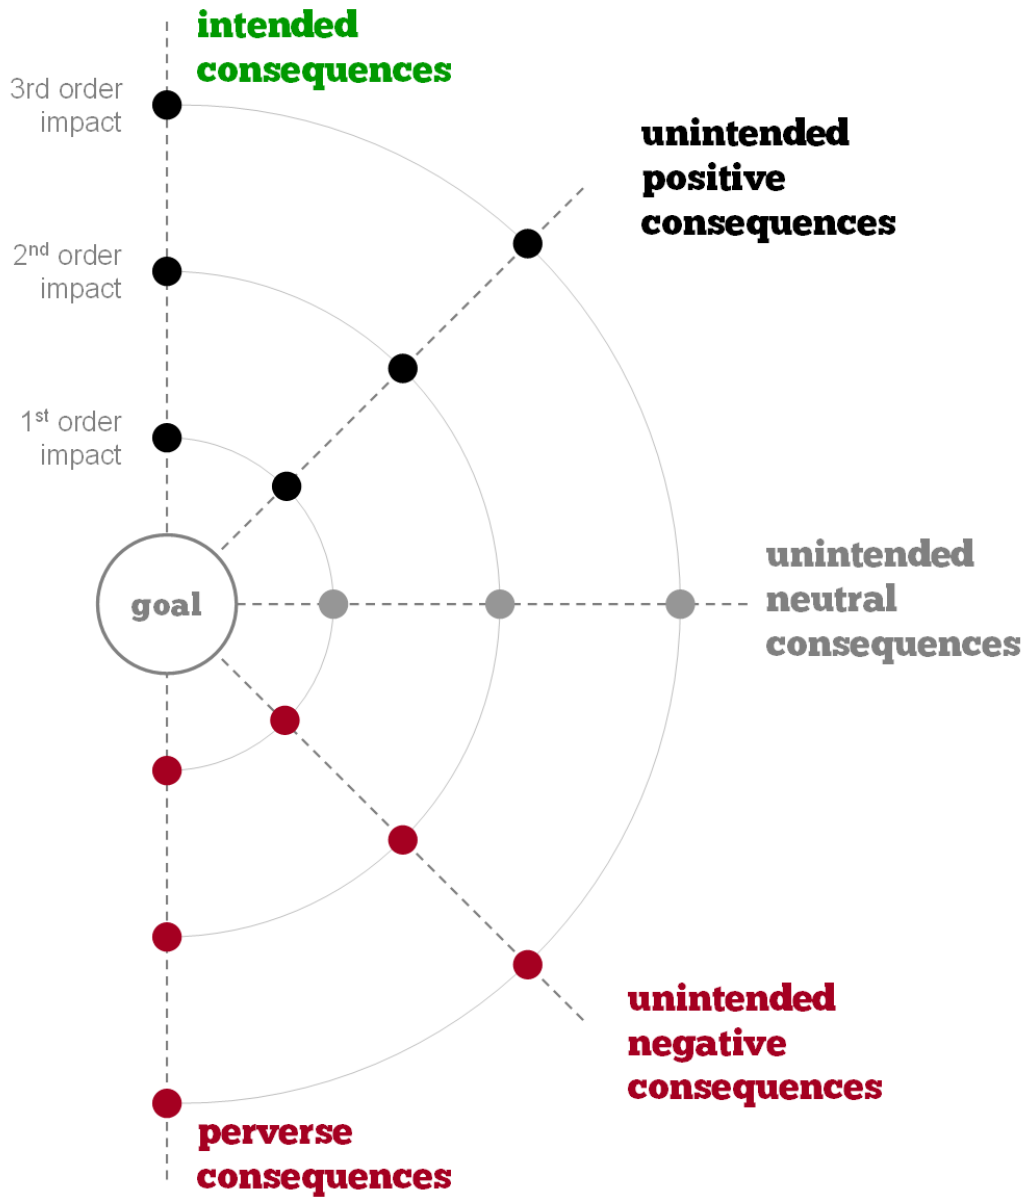 intended
consequences
3rd order
impact
unintended
positive
consequences
2nd order
impact
1st order
impact
goal
unintended
neutral
consequences
unintended
negative
consequences
perverse
consequences